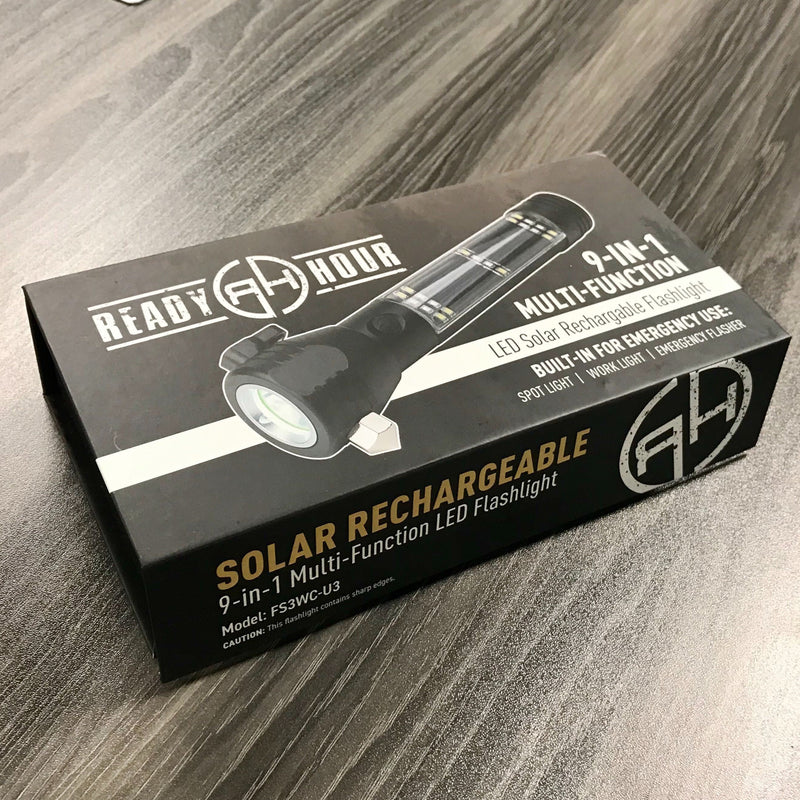 READY RH HOUR
9-IN-1
MULTI-FUNCTION
LED Solar Rechargable Flashlight
BUILT-IN FOR EMERGENCY USE:
SPOT LIGHT | WORK LIGHT | EMERGENCY FLASHER
RH
SOLAR RECHARGEABLE
9-in-1 Multi-Function LED Flashlight
Model: FS3WC-U3
CAUTION: This flashlight contains sharp edges.